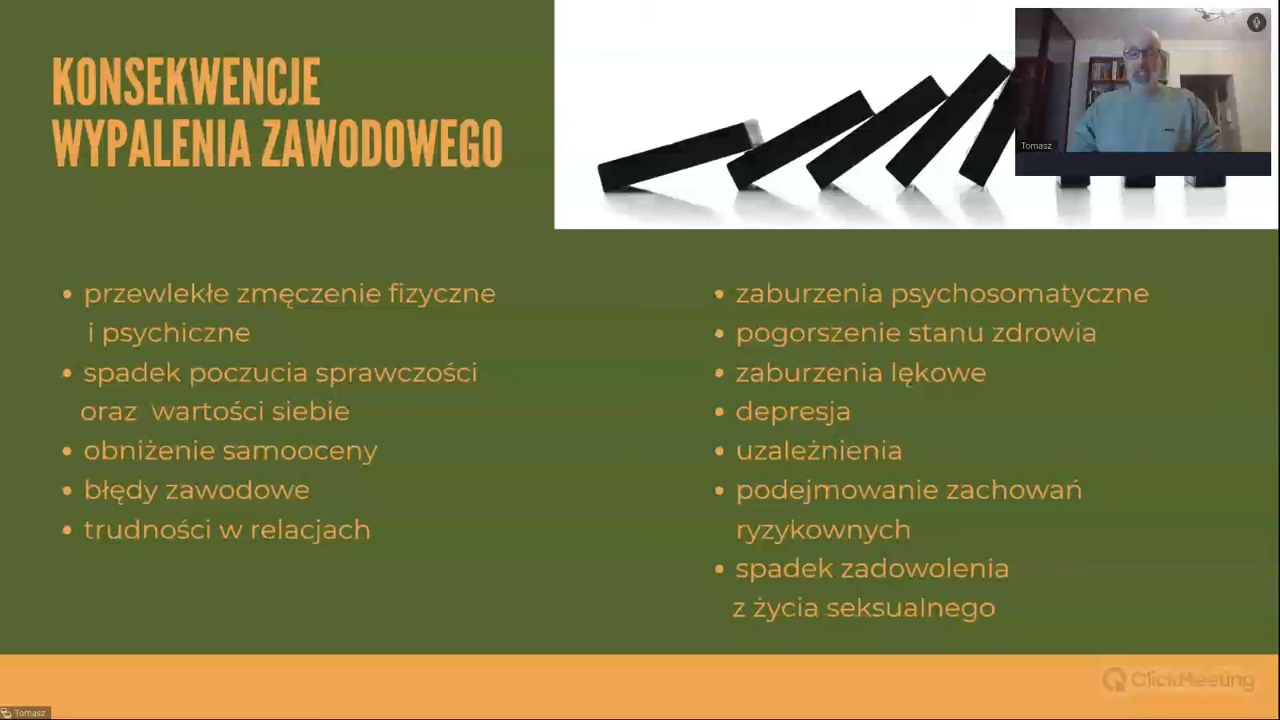 KONSEKWENCJE
WYPALENIA ZAWODOWEGO
Tomasz
przewlekłe zmęczenie fizyczne
i psychiczne
spadek poczucia sprawczości
oraz wartości siebie
obniżenie samooceny
błędy zawodowe
trudności w relacjach
zaburzenia psychosomatyczne
pogorszenie stanu zdrowia
zaburzenia lękowe
depresja
uzależnienia
podejmowanie zachowań
ryzykownych
spadek zadowolenia
z życia seksualnego
ClickMeeting
Tomasz